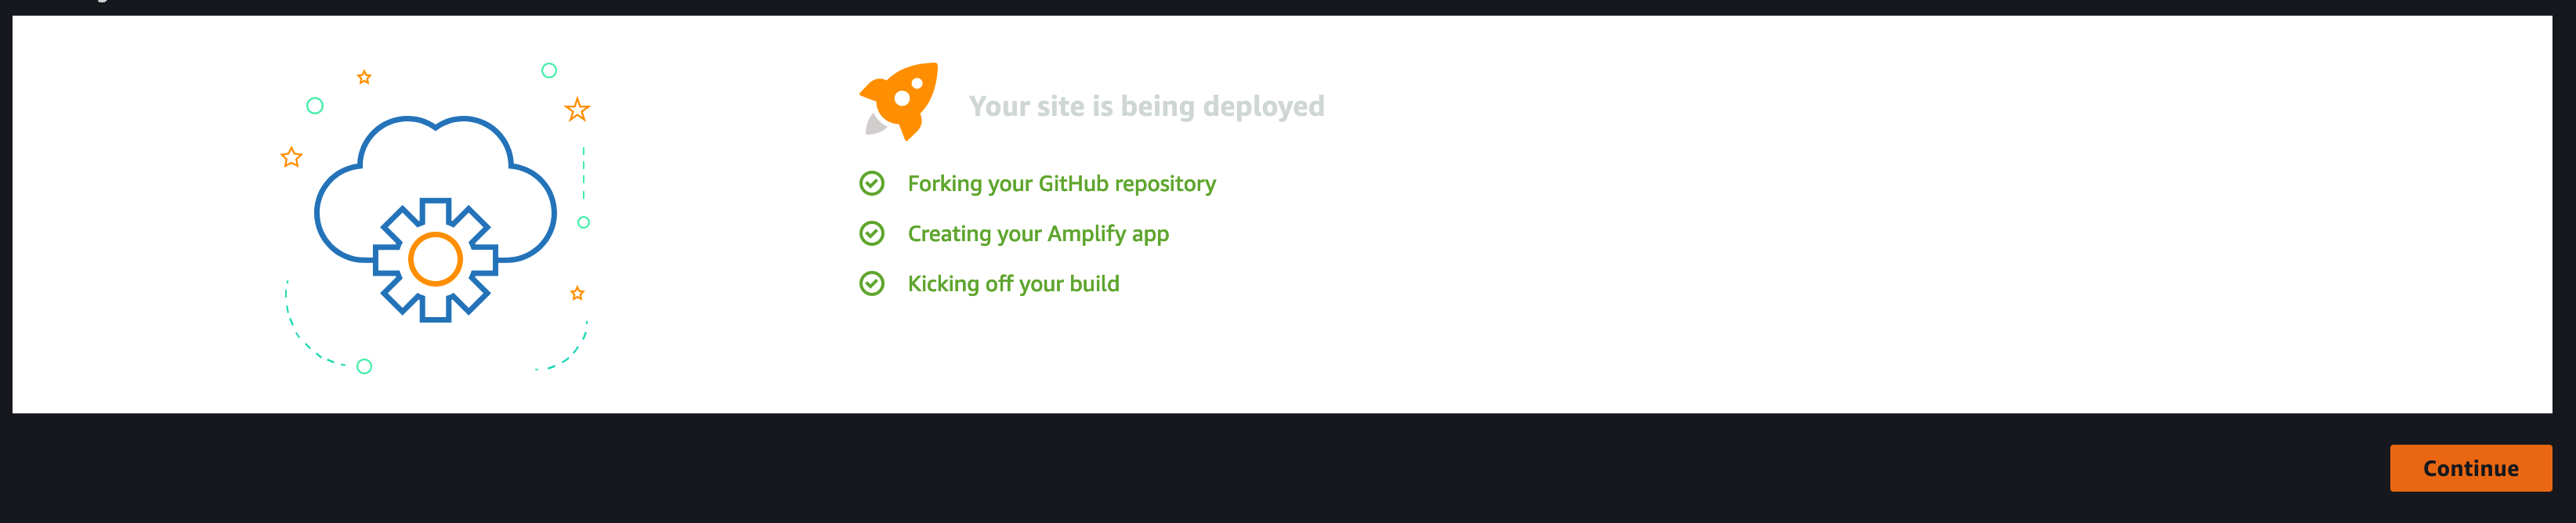 Your site is being deployed
Forking your GitHub repository
Creating your Amplify app
Kicking off your build
Continue